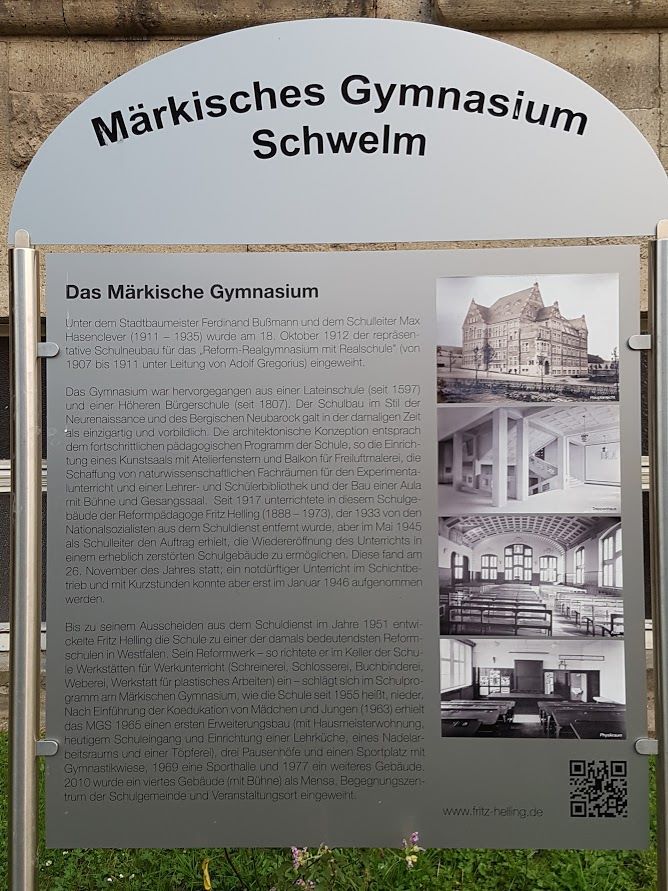 Märkisches Gymnasium
Schwelm
Das Märkische Gymnasium
Unter dem Stadtbaumeister Ferdinand Bußmann und dem Schulleiter Max
Hasenclever (1911 – 1935) wurde am 18. Oktober 1912 der repräsen-
tative Schulneubau für das „Reform-Realgymnasium mit Realschule" (von
1907 bis 1911 unter Leitung von Adolf Gregorius) eingeweiht.
Das Gymnasium war hervorgegangen aus einer Lateinschule (seit 1597)
und einer Höheren Bürgerschule (seit 1807). Der Schulbau im Stil der
Neurenaissance und des Bergischen Neubarock galt in der damaligen Zeit
als einzigartig und vorbildlich. Die architektonische Konzeption entsprach
dem fortschrittlichen pädagogischen Programm der Schule, so die Einrich-
tung eines Kunstsaals mit Atelierfenstern und Balkon für Freiluftmalerei, die
Schaffung von naturwissenschaftlichen Fachräumen für den Experimenta-
lunterricht und einer Lehrer- und Schülerbibliothek und der Bau einer Aula
mit Bühne und Gesangssaal. Seit 1917 unterrichtete in diesem Schulge-
bäude der Reformpädagoge Fritz Helling (1888 – 1973), der 1933 von den
Nationalsozialisten aus dem Schuldienst entfernt wurde, aber im Mai 1945
als Schulleiter den Auftrag erhielt, die Wiedereröffnung des Unterrichts in
einem erheblich zerstörten Schulgebäude zu ermöglichen. Diese fand am
26. November des Jahres statt; ein notdürftiger Unterricht im Schichtbe-
trieb und mit Kurzstunden konnte aber erst im Januar 1946 aufgenommen
werden.
Bis zu seinem Ausscheiden aus dem Schuldienst im Jahre 1951 entwi-
ckelte Fritz Helling die Schule zu einer der damals bedeutendsten Reform-
schulen in Westfalen. Sein Reformwerk – so richtete er im Keller der Schu-
le Werkstätten für Werkunterricht (Schreinerei, Schlosserei, Buchbinderei,
Weberei, Werkstatt für plastisches Arbeiten) ein – schlägt sich im Schulpro-
gramm am Märkischen Gymnasium, wie die Schule seit 1955 heißt, nieder.
Nach Einführung der Koedukation von Mädchen und Jungen (1963) erhielt
das MGS 1965 einen ersten Erweiterungsbau (mit Hausmeisterwohnung,
heutigem Schuleingang und Einrichtung einer Lehrküche, eines Nadelar-
beitsraums und einer Töpferei), drei Pausenhöfe und einen Sportplatz mit
Gymnastikwiese, 1969 eine Sporthalle und 1977 ein weiteres Gebäude.
2010 wurde ein viertes Gebäude (mit Bühne) als Mensa, Begegnungszen-
trum der Schulgemeinde und Veranstaltungsort eingeweiht.
Hauptansicht
Treppenhaus
Physikraum
www.fritz-helling.de